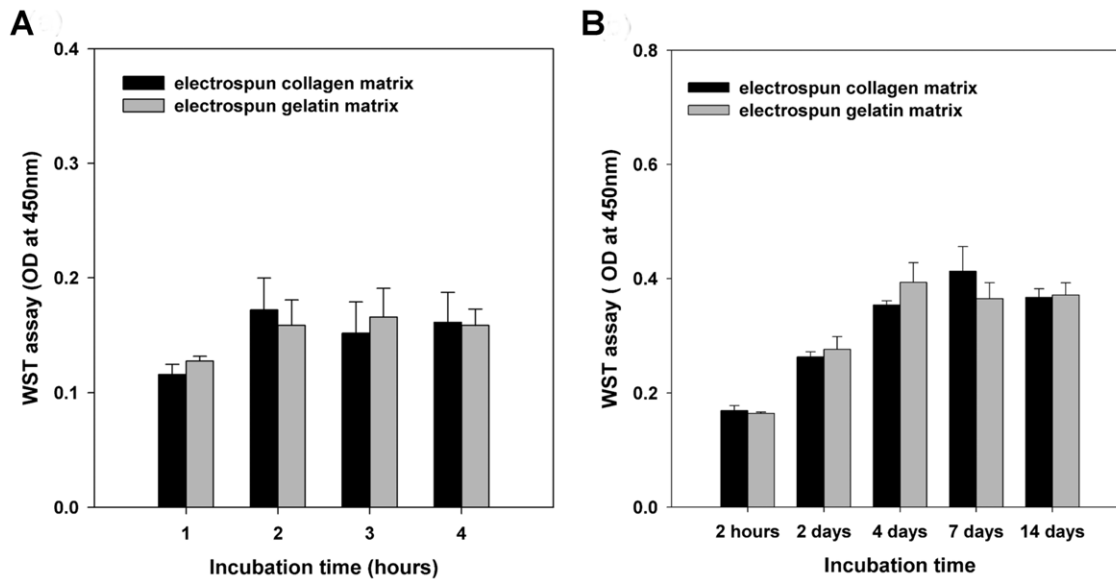 A
WST assay (OD at 450nm)
0.4
0.3
0.2
0.1
0.0
electrospun collagen matrix
electrospun gelatin matrix
1 2 3 4
Incubation time (hours)
B
WST assay ( OD at 450nm)
0.8
0.6
0.4
0.2
0.0
electrospun collagen matrix
electrospun gelatin matrix
2 hours 2 days 4 days 7 days 14 days
Incubation time